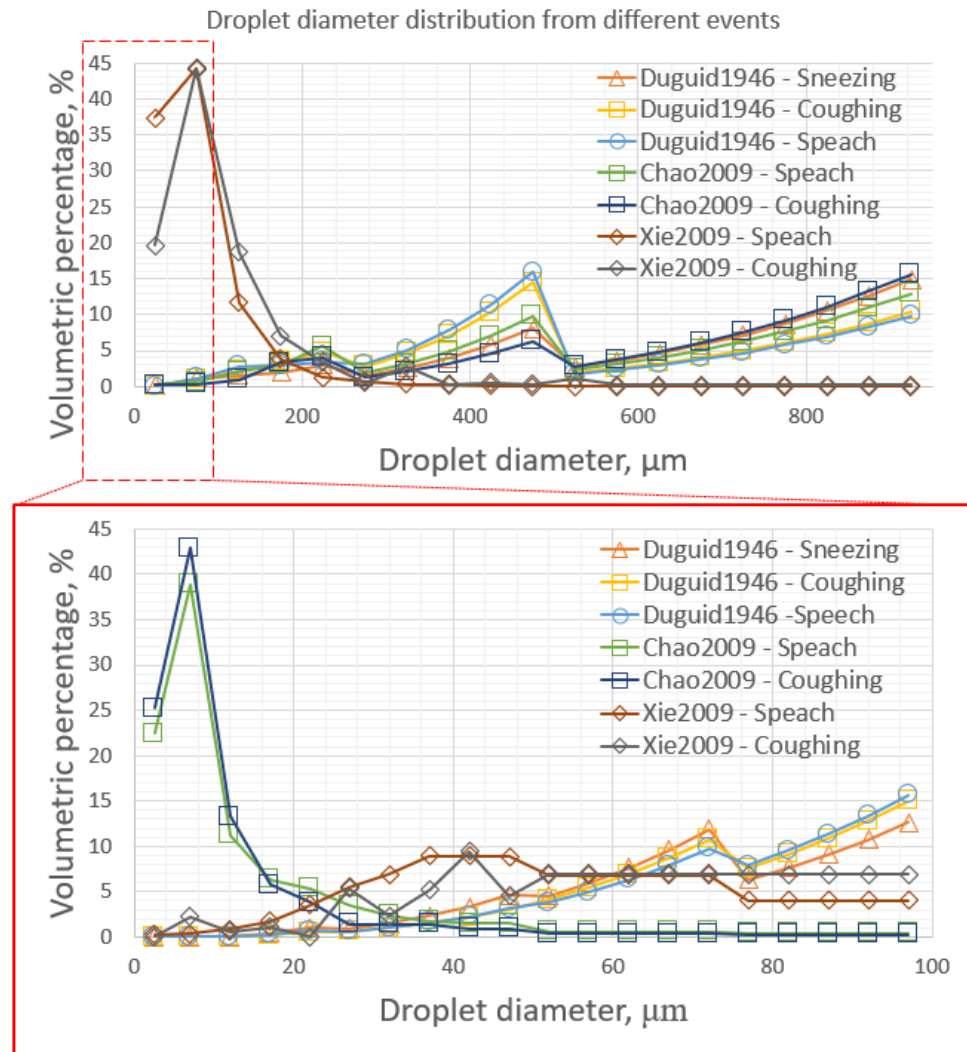 Droplet diameter distribution from different events
Volumetric percentage, %
45
40
35
30
25
20
15
10
5
0
Duguid1946 - Sneezing
Duguid1946 - Coughing
Duguid1946 - Speach
Chao2009 - Speach
Chao2009 - Coughing
Xie2009 - Speach
Xie2009 - Coughing
0 200 400 600 800
Droplet diameter, μm
Volumetric percentage, %
45
40
35
30
25
20
15
10
5
0
Duguid1946 - Sneezing
Duguid1946 - Coughing
Duguid1946 -Speech
Chao2009 - Speach
Chao2009 - Coughing
Xie2009 - Speach
Xie2009 - Coughing
0 20 40 60 80 100
Droplet diameter, μm